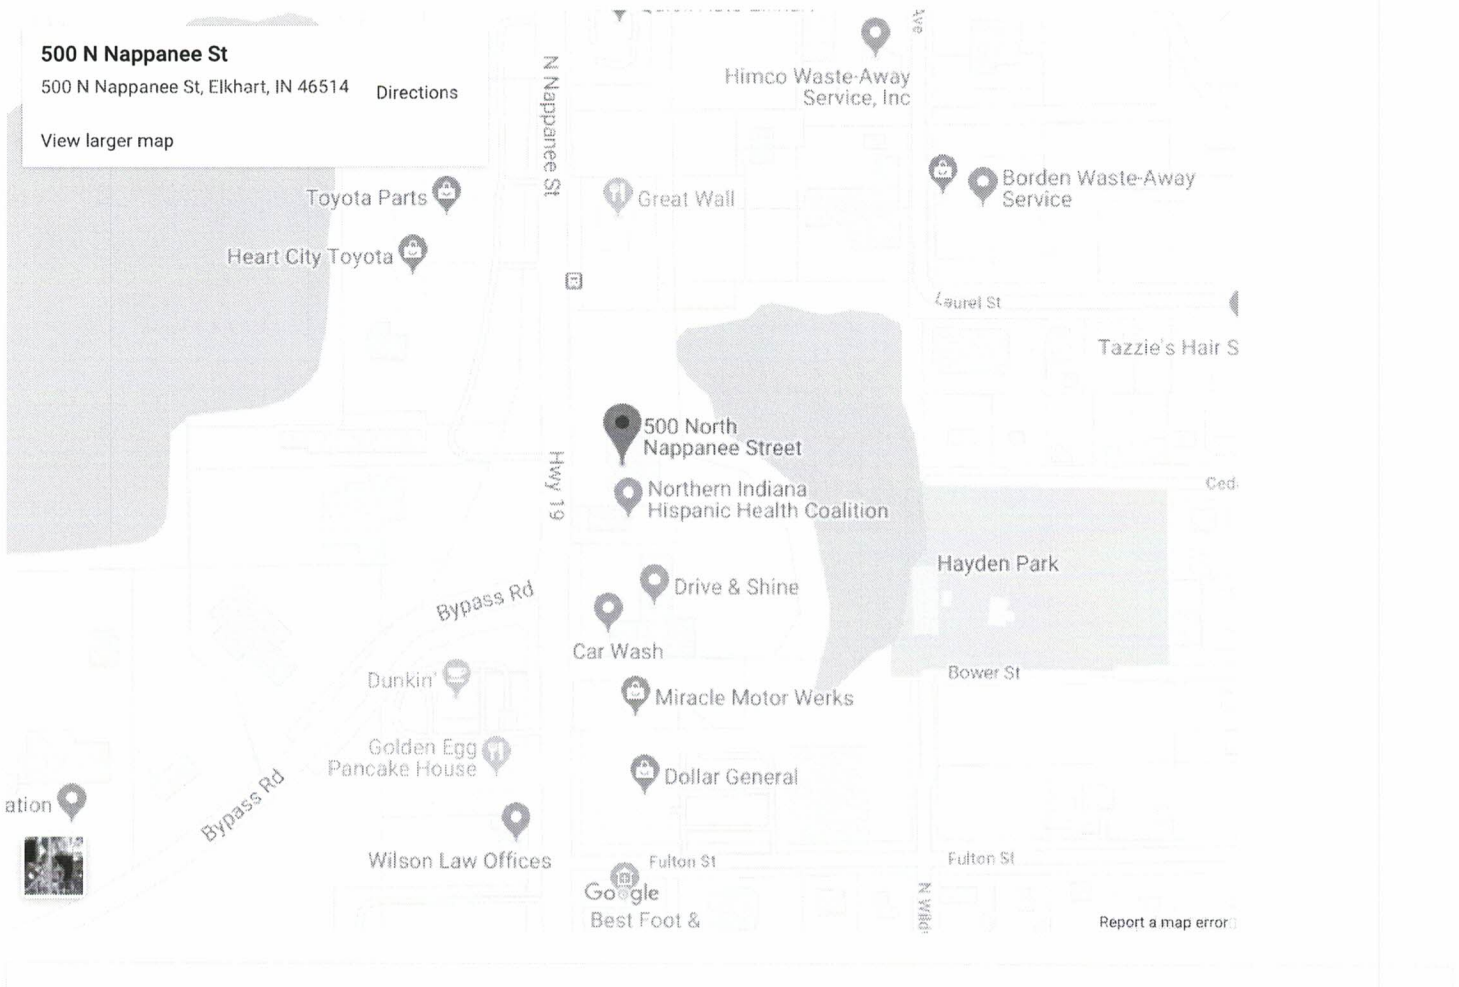 500 N Nappanee St
500 N Nappanee St, Elkhart, IN 46514
Directions
View larger map
N Nappanee St
Ave
Himco Waste-Away
Service, Inc
Toyota Parts
Great Wall
Borden Waste-Away
Service
Heart City Toyota
Laurel St
Tazzie's Hair S
500 North
Nappanee Street
Hwy 19
Northern Indiana
Hispanic Health Coalition
Ced
Hayden Park
Bypass Rd
Drive & Shine
Car Wash
Dunkin'
Bower St
Miracle Motor Werks
Golden Egg
Pancake House
Dollar General
ation
Bypass Rd
Wilson Law Offices
Fulton St
Fulton St
Google
N Wild
Best Foot &
Report a map error